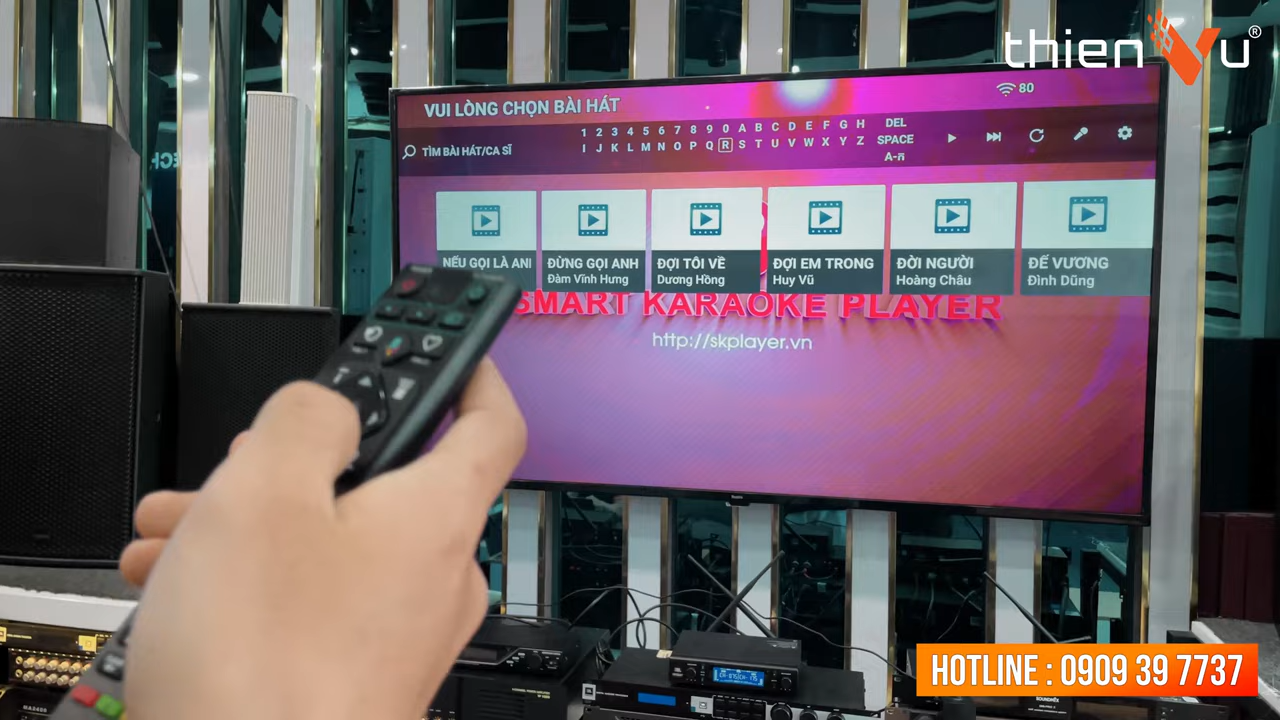 thien Vu®
VUI LÒNG CHỌN BÀI HÁT
80
1 2 3 4 5 6 7 8 9 0 A B C D E F G H
I J K L M N O P Q R S T U V W X Y Z
DEL
SPACE
TÌM BÀI HÁT/CA SĨ
NẾU GỌI LÀ ANH
ĐỪNG GỌI ANH
Đàm Vĩnh Hưng
ĐỢI TÔI VỀ
Dương Hồng
ĐỢI EM TRONG
Huy Vũ
ĐỜI NGƯỜI
Hoàng Châu
ĐẾ VƯƠNG
Đình Dũng
SMART KARAOKE PLAYER
http://skplayer.vn
HOTLINE : 0909 39 7737